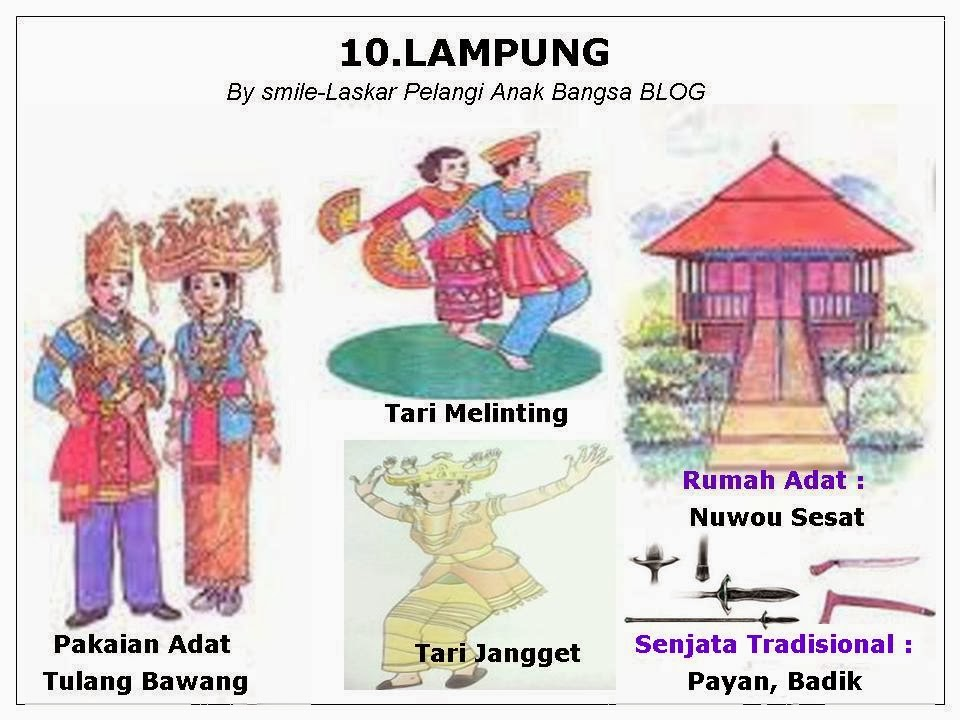 10.LAMPUNG
By smile-Laskar Pelangi Anak Bangsa BLOG
Tari Melinting
Rumah Adat :
Nuwou Sesat
Pakaian Adat
Tulang Bawang
Tari Jangget
Senjata Tradisional :
Payan, Badik